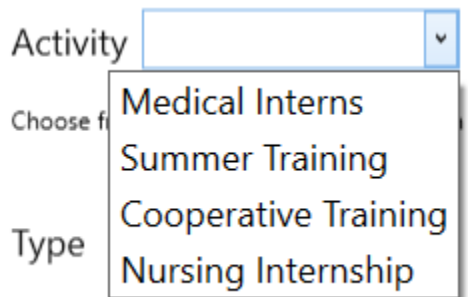 Activity
Medical Interns
Choose
Summer Training
Cooperative Training
Type
Nursing Internship